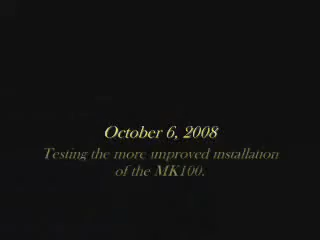 October 6, 2008
Testing the more improved installation
of the MK100.